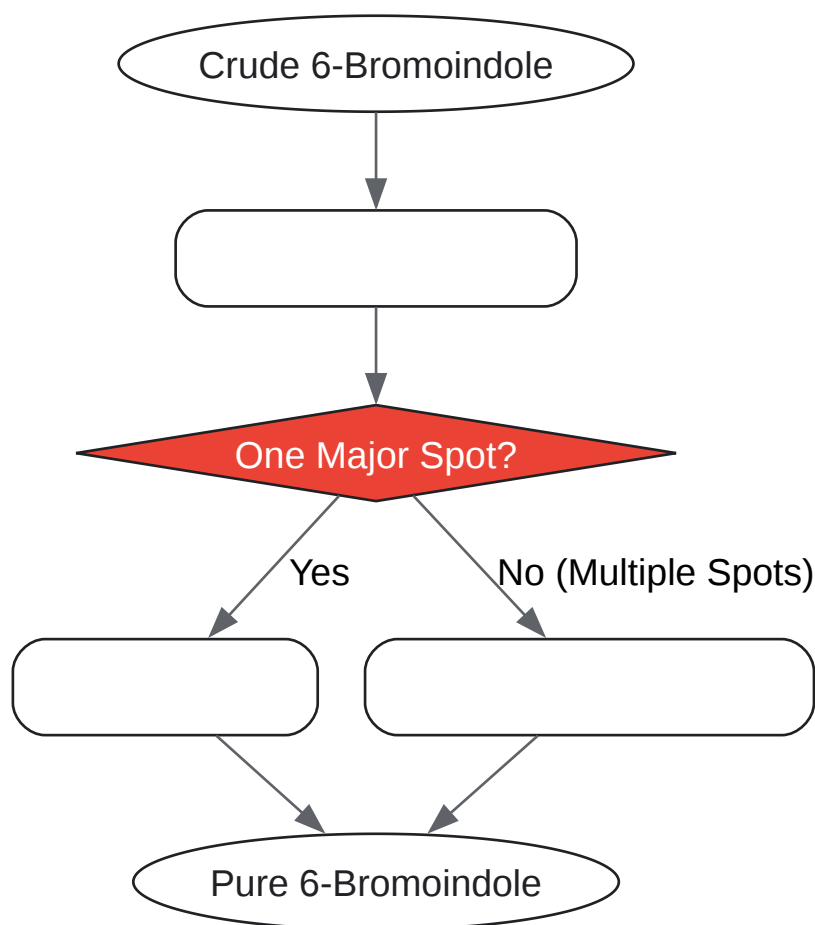 Crude 6-Bromoindole
One Major Spot?
Yes
No (Multiple Spots)
Pure 6-Bromoindole